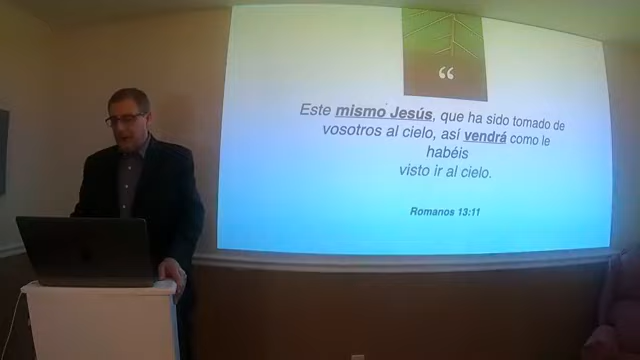 “
Este mismo Jesús, que ha sido tomado de
vosotros al cielo, así vendrá como le
habéis
visto ir al cielo.
Romanos 13:11